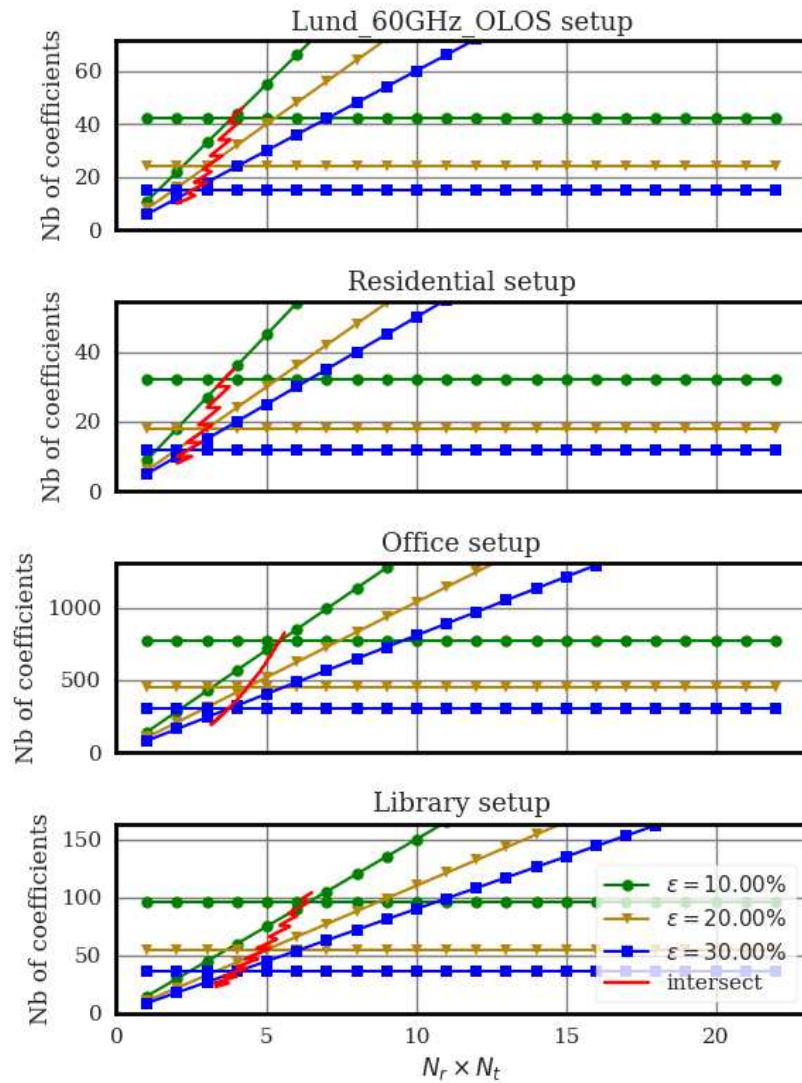 Lund_60GHz_OLOS setup
60
40
20
0
Nb of coefficients
Residential setup
40
20
0
Nb of coefficients
Office setup
1000
500
0
Nb of coefficients
Library setup
150
100
50
0
Nb of coefficients
ε = 10.00%
ε = 20.00%
ε = 30.00%
intersect
0 5 10 15 20
N_r × N_t